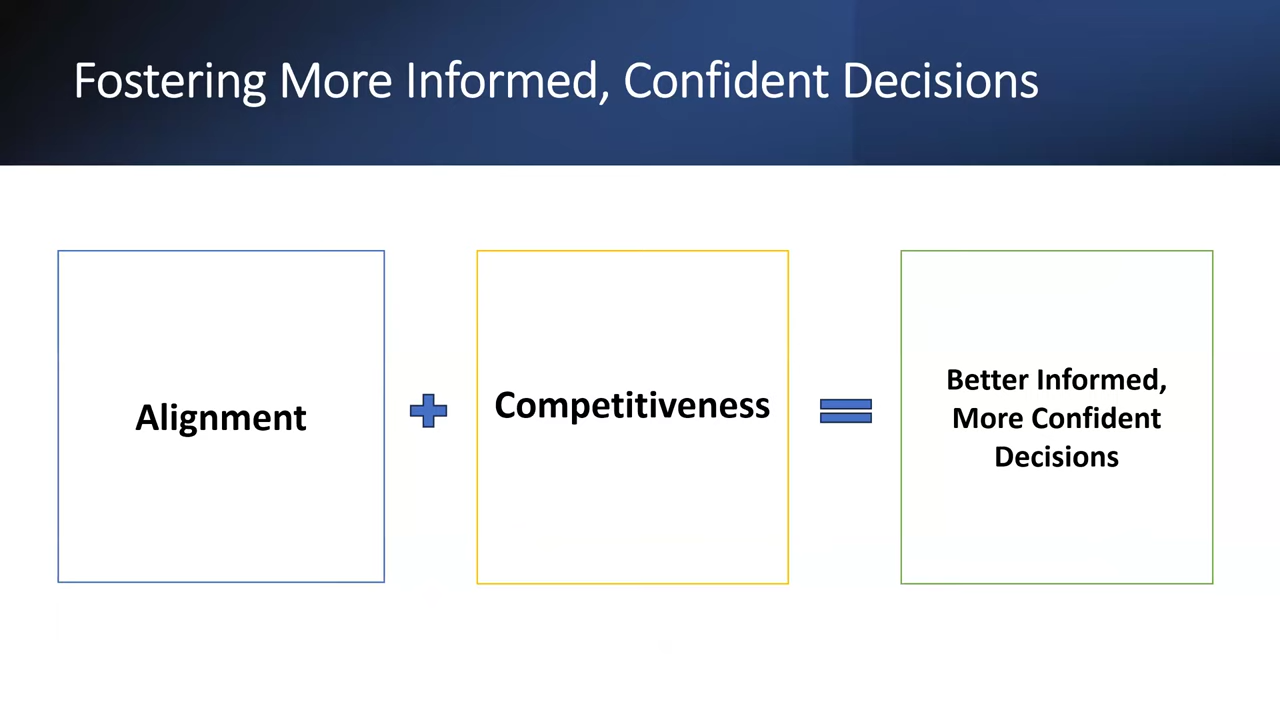 Fostering More Informed, Confident Decisions
Alignment
Competitiveness
Better Informed,
More Confident
Decisions